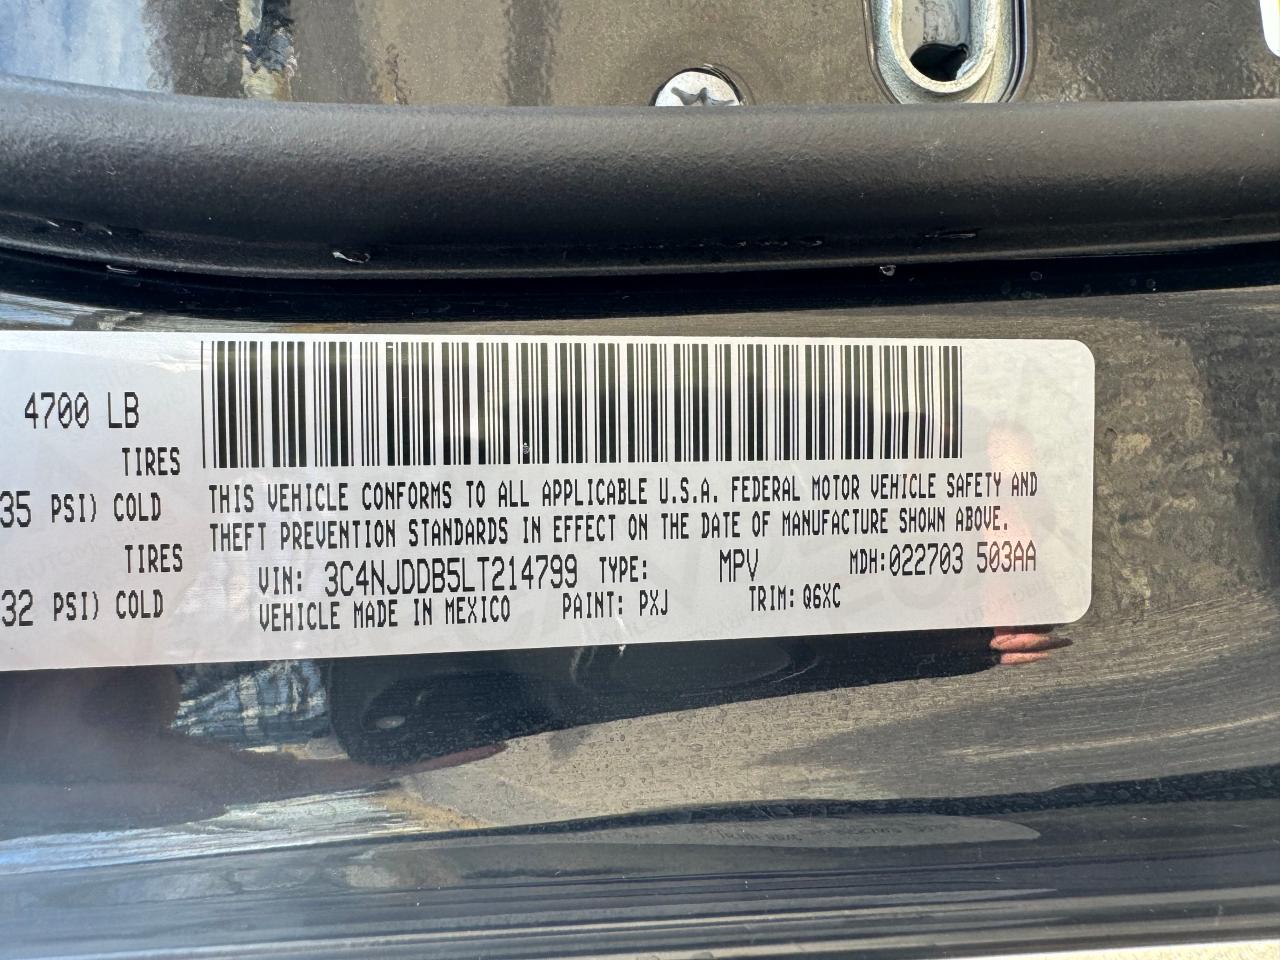 4700 LB
TIRES
35 PSI) COLD
TIRES
32 PSI) COLD
THIS VEHICLE CONFORMS TO ALL APPLICABLE U.S.A. FEDERAL MOTOR VEHICLE SAFETY AND
THEFT PREVENTION STANDARDS IN EFFECT ON THE DATE OF MANUFACTURE SHOWN ABOVE.
VIN: 3C4NJDDB5LT214799 TYPE: MPV MDH:022703 503AA
VEHICLE MADE IN MEXICO PAINT: PXJ TRIM: Q6XC